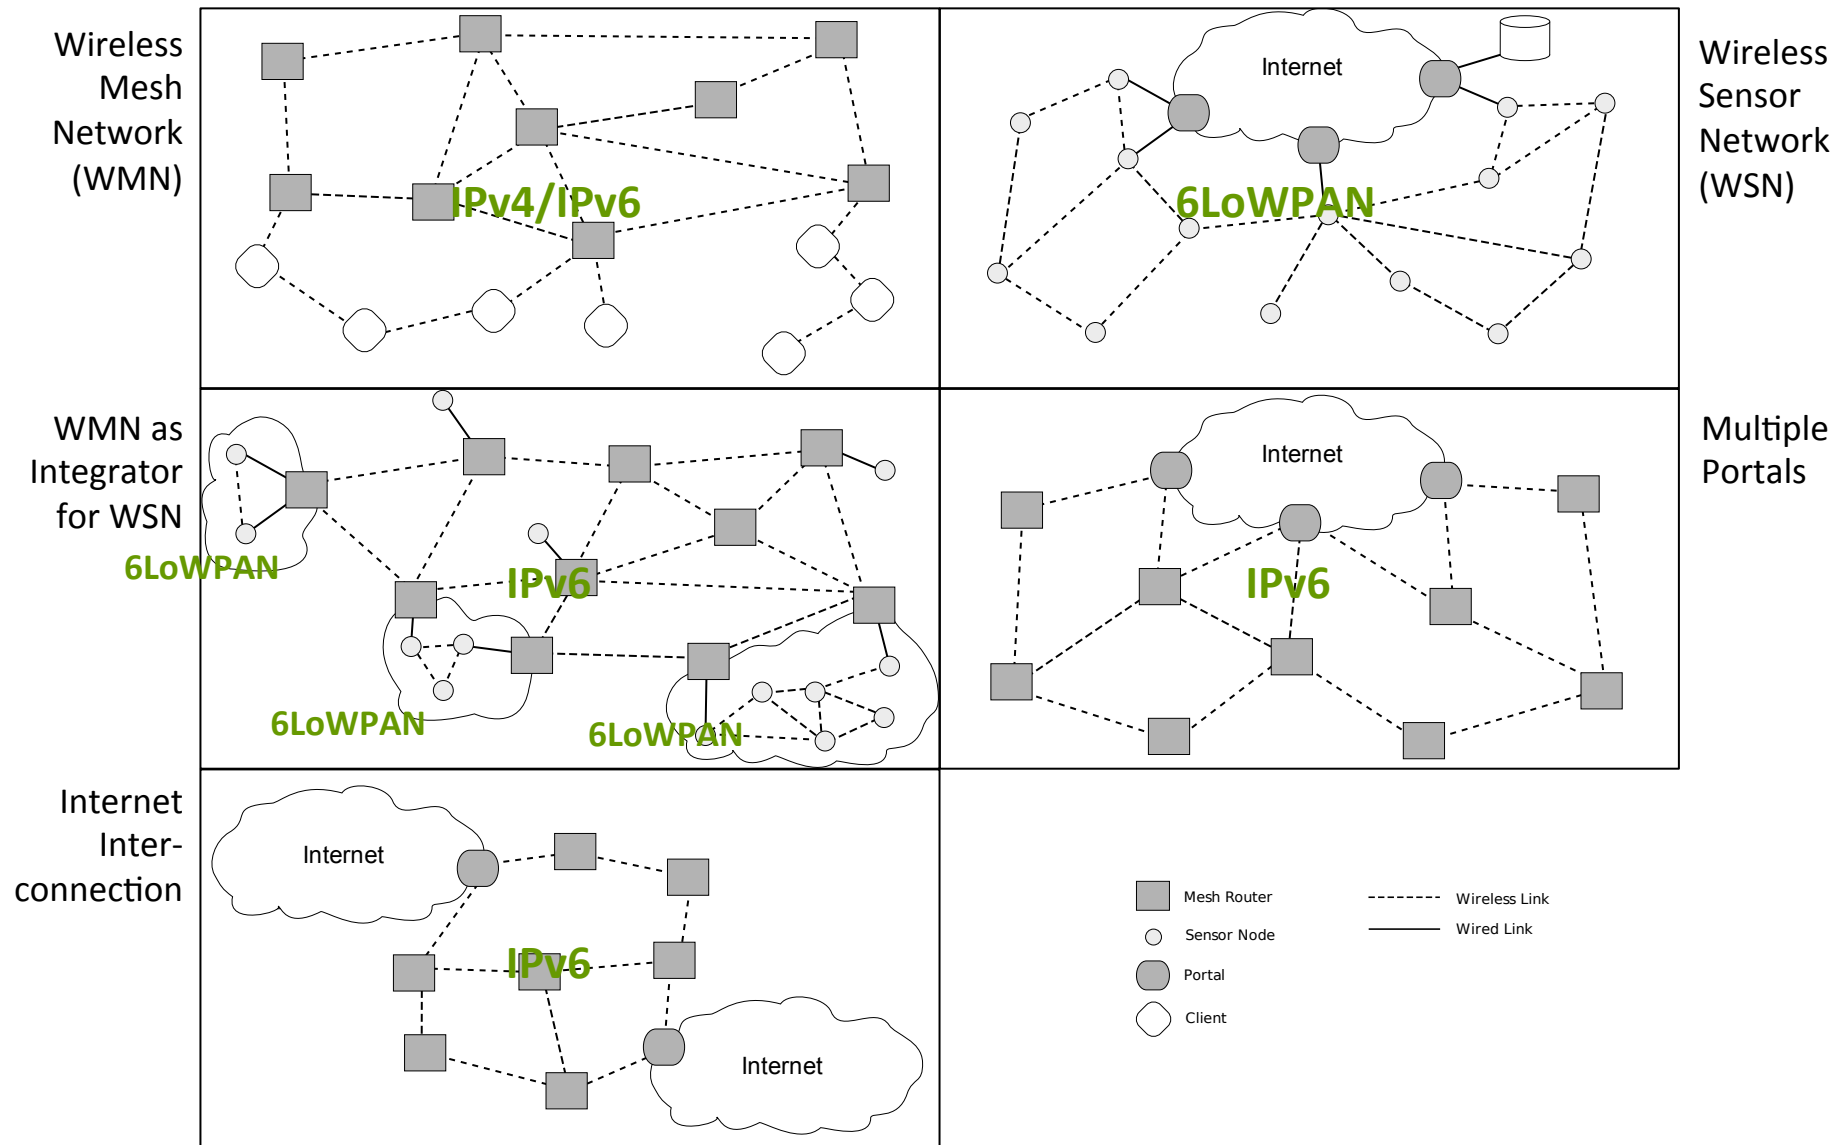 Wireless
Mesh
Network
(WMN)
IPv4/IPv6
Internet
6LoWPAN
Wireless
Sensor
Network
(WSN)
WMN as
Integrator
for WSN
6LoWPAN
IPv6
6LoWPAN
6LoWPAN
Internet
IPv6
Multiple
Portals
Internet
Inter-
connection
Internet
IPv6
Internet
Mesh Router
Sensor Node
Portal
Client
Wireless Link
Wired Link